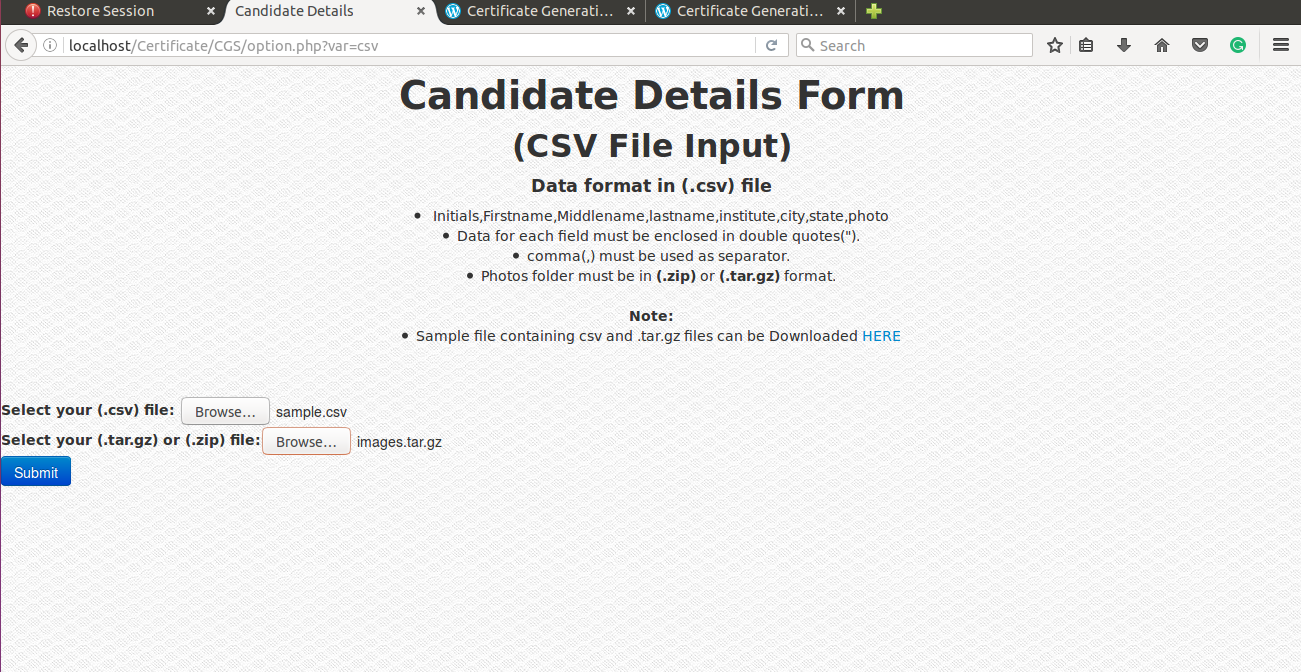 Restore Session
Candidate Details
Certificate Generati...
Certificate Generati...
localhost/Certificate/CGS/option.php?var=csv
Search
Candidate Details Form
(CSV File Input)
Data format in (.csv) file
• Initials,Firstname,Middlename,lastname,institute,city,state,photo
• Data for each field must be enclosed in double quotes(").
• comma(,) must be used as separator.
• Photos folder must be in (.zip) or (.tar.gz) format.
Note:
• Sample file containing csv and .tar.gz files can be Downloaded HERE
Select your (.csv) file: Browse... sample.csv
Select your (.tar.gz) or (.zip) file: Browse... images.tar.gz
Submit